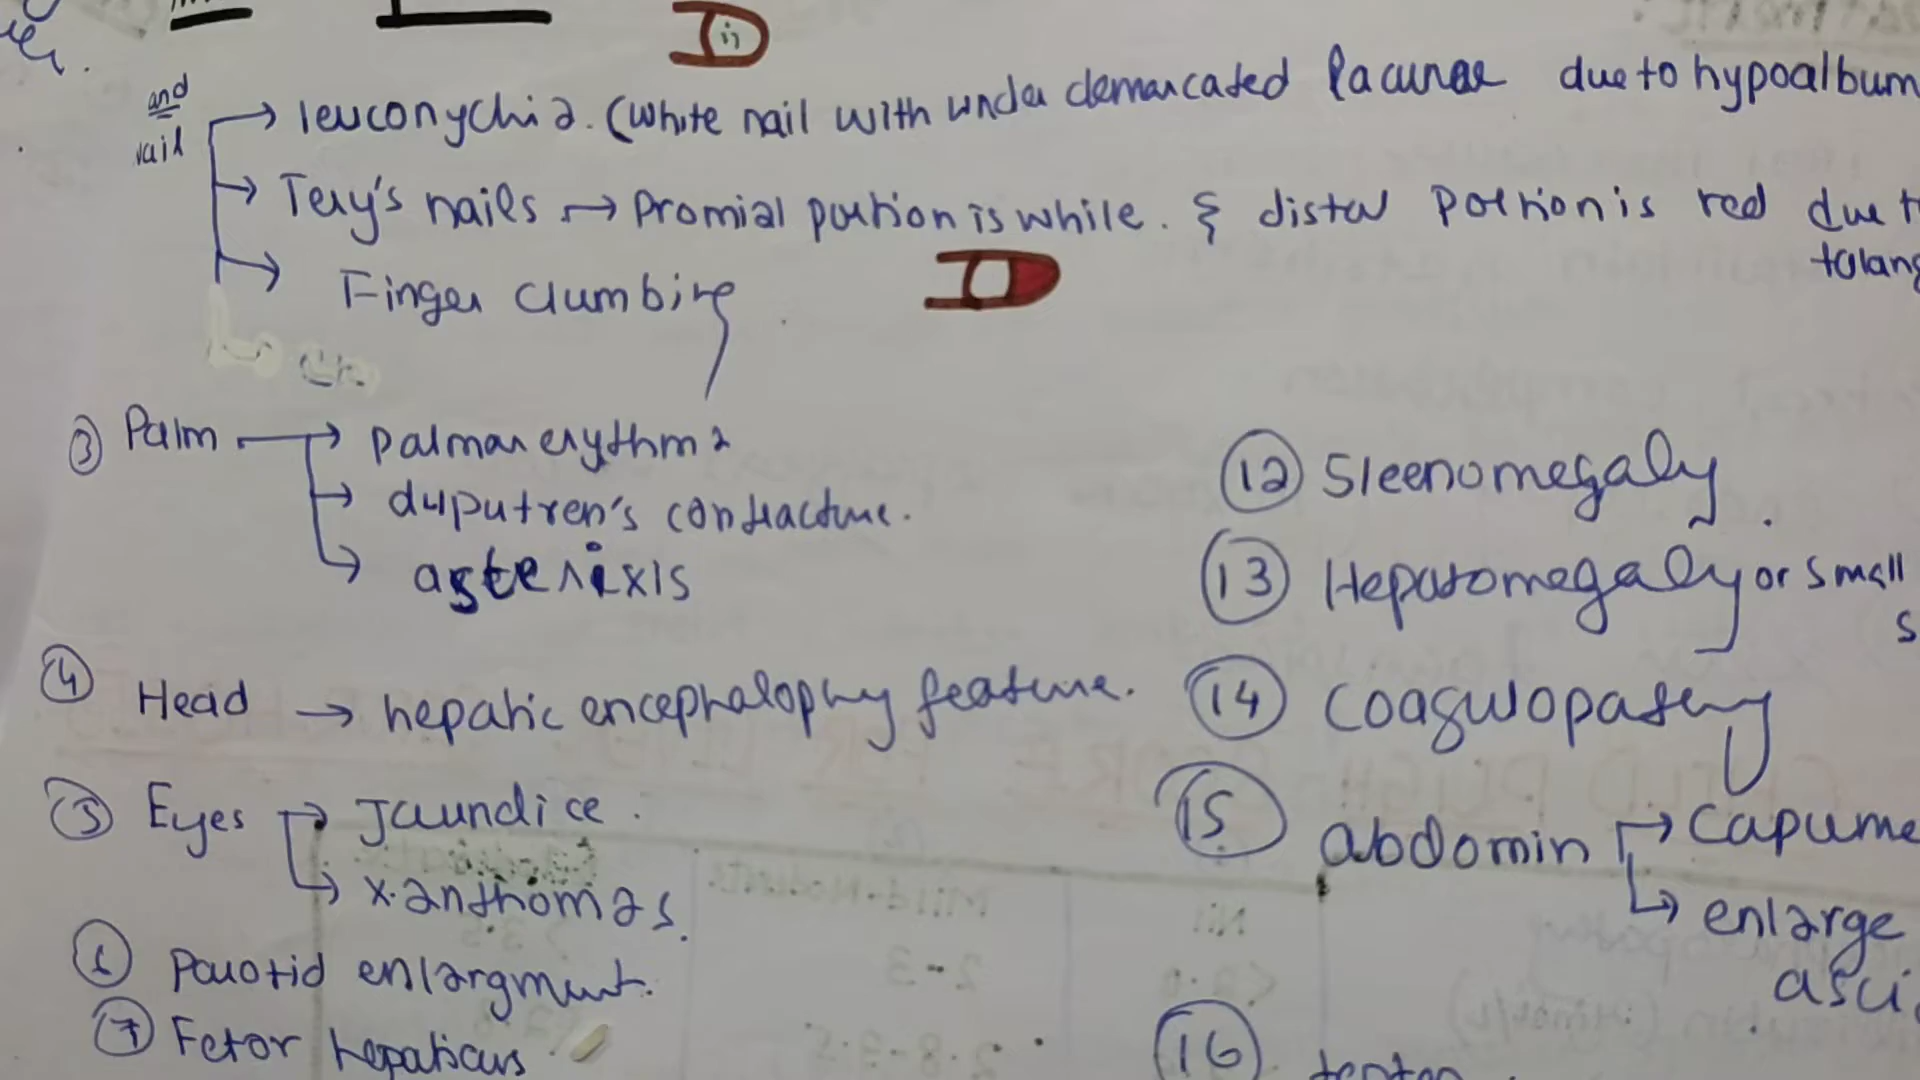 and
nail
→ leuconychia. (white nail with under demarcated lacunae due to hypoalbum
→ Tery's nails → Promial portion is while. & distal Portion is red due t
talang
→ Finger clumbing
③ Palm → palmar erythma
→ duputren's contracture.
→ asterixis
④ Head → hepatic encephalophy feature.
⑤ Eyes → Jaundice.
→ xanthomas.
⑥ Parotid enlargment.
⑦ Fetor hepaticus
⑫ Sleenomegaly.
⑬ Hepatomegaly or small
s
⑭ Coagulopathy
⑮ abdomin → Capume
→ enlarge
asci
⑯